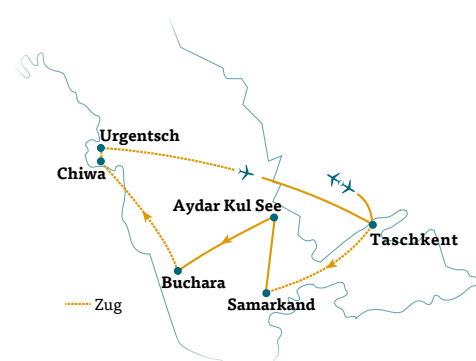 Urgentsch
Chiwa
Aydar Kul See
Taschkent
Buchara
Samarkand
Zug